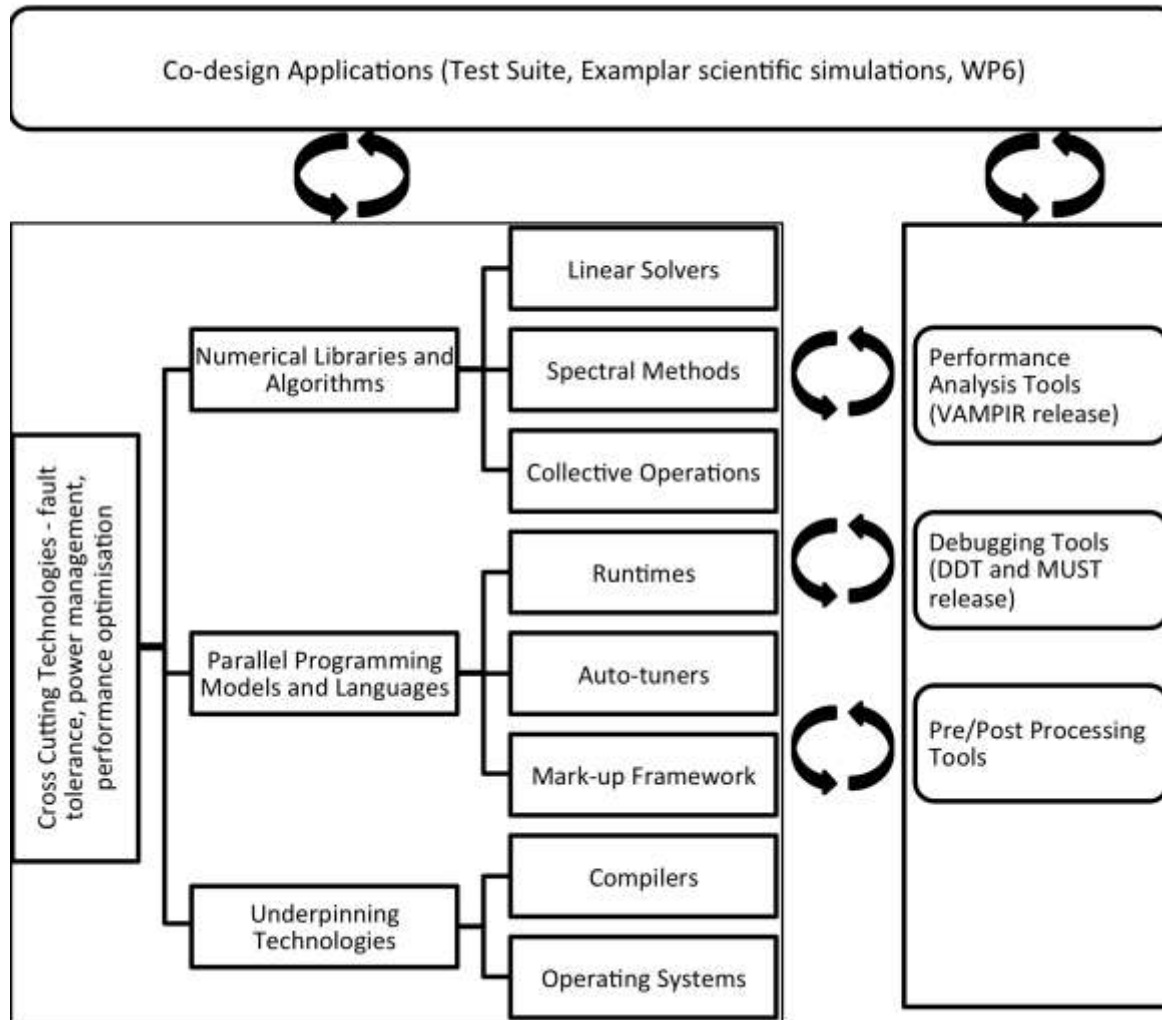 Co-design Applications (Test Suite, Examplar scientific simulations, WP6)
Cross Cutting Technologies - fault
tolerance, power management,
performance optimisation
Numerical Libraries and
Algorithms
Linear Solvers
Spectral Methods
Collective Operations
Parallel Programming
Models and Languages
Runtimes
Auto-tuners
Mark-up Framework
Underpinning
Technologies
Compilers
Operating Systems
Performance
Analysis Tools
(VAMPIR release)
Debugging Tools
(DDT and MUST
release)
Pre/Post Processing
Tools